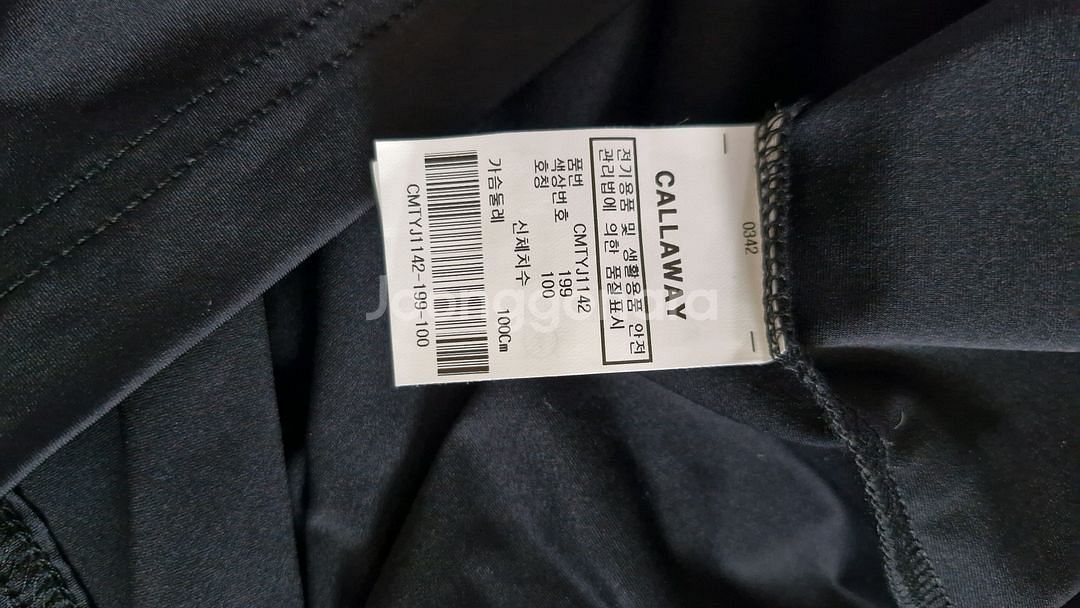 0342
CALLAWAY
전기용품 및 생활용품 안전
관리법에 의한 품질표시
품번 CMTYJ1142
색상번호 199
호칭 100
신체치수
가슴둘레 100Cm
CMTYJ1142-199-100
Joonggonara